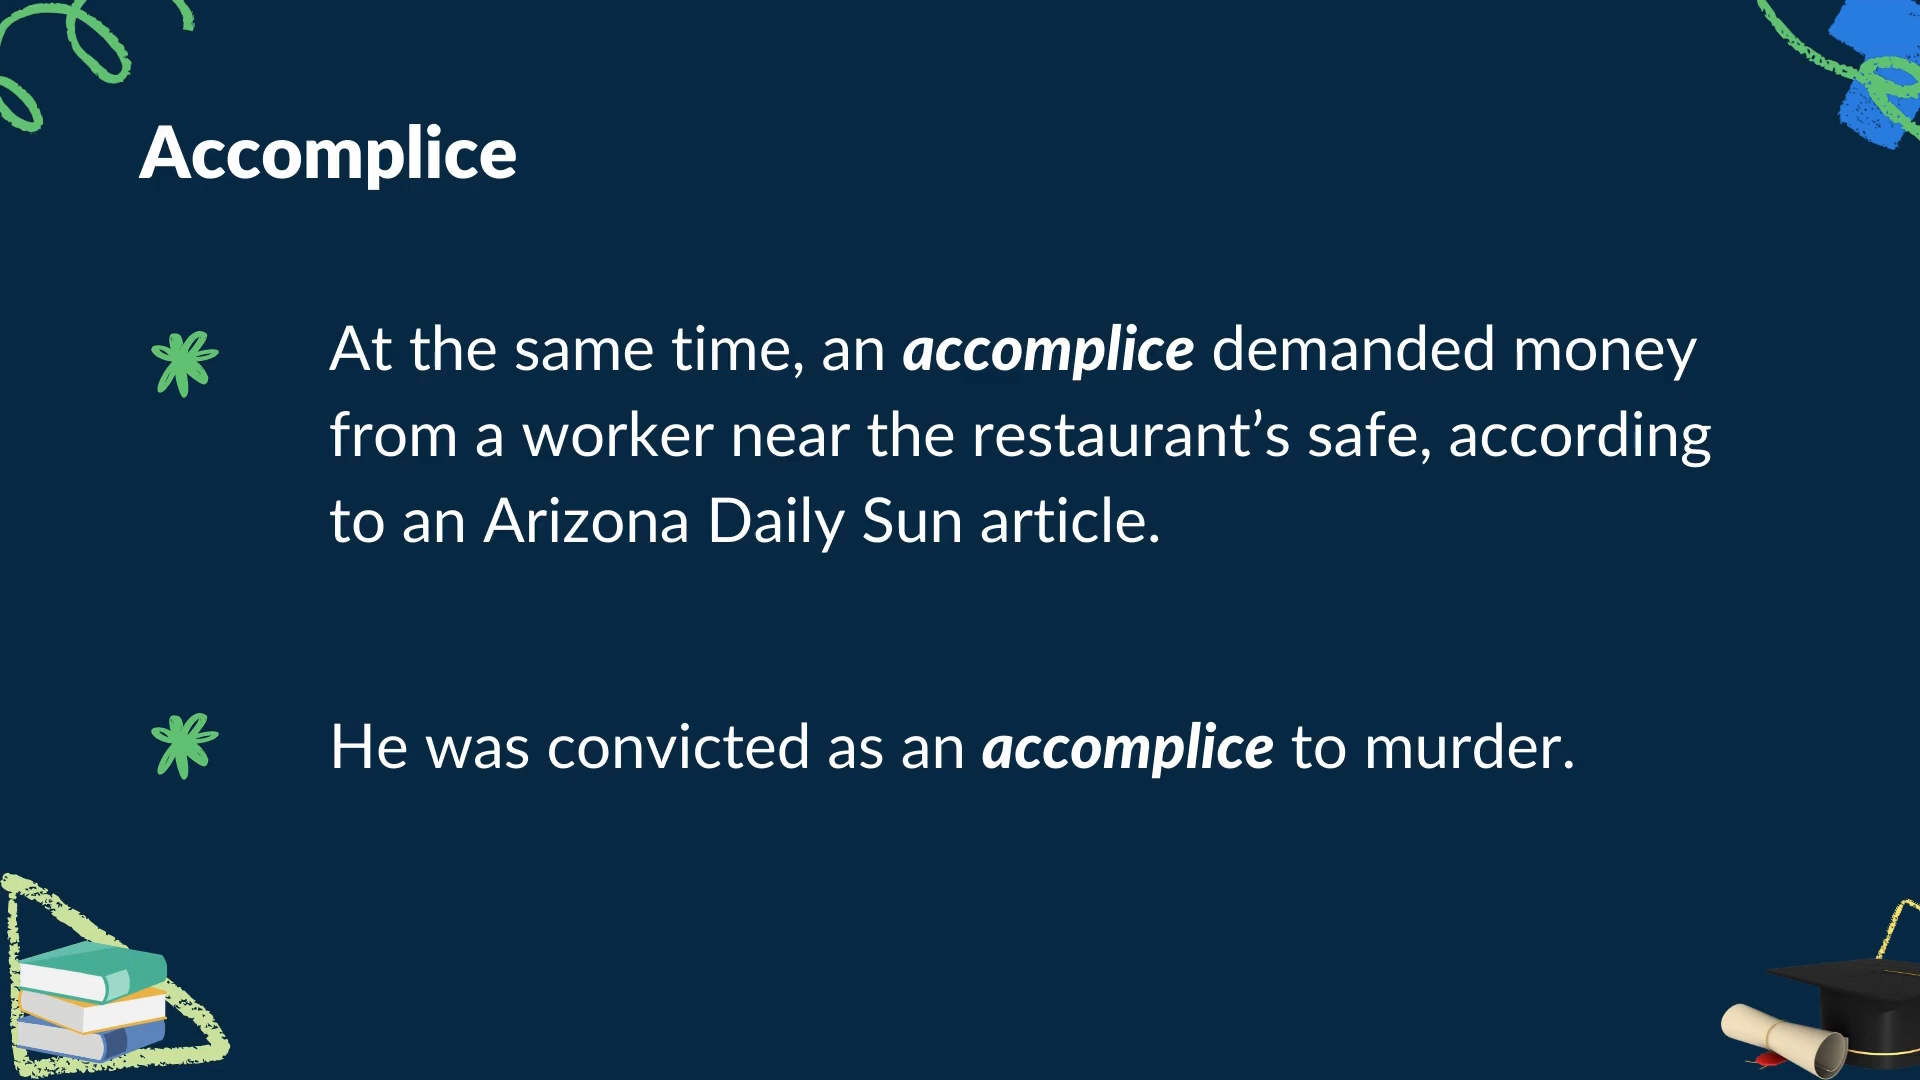 Accomplice
At the same time, an accomplice demanded money
from a worker near the restaurant’s safe, according
to an Arizona Daily Sun article.
He was convicted as an accomplice to murder.